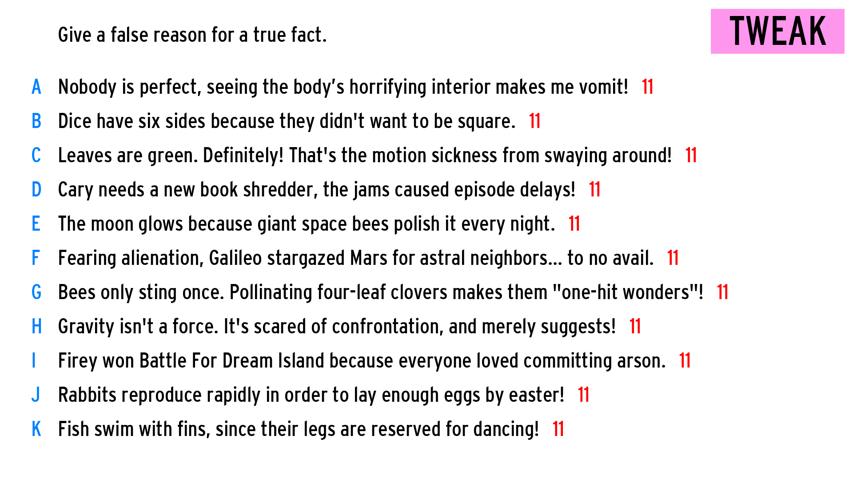 Give a false reason for a true fact.
TWEAK
A Nobody is perfect, seeing the body's horrifying interior makes me vomit! 11
B Dice have six sides because they didn't want to be square. 11
C Leaves are green. Definitely! That's the motion sickness from swaying around! 11
D Cary needs a new book shredder, the jams caused episode delays! 11
E The moon glows because giant space bees polish it every night. 11
F Fearing alienation, Galileo stargazed Mars for astral neighbors... to no avail. 11
G Bees only sting once. Pollinating four-leaf clovers makes them "one-hit wonders"! 11
H Gravity isn't a force. It's scared of confrontation, and merely suggests! 11
I Firey won Battle For Dream Island because everyone loved committing arson. 11
J Rabbits reproduce rapidly in order to lay enough eggs by easter! 11
K Fish swim with fins, since their legs are reserved for dancing! 11